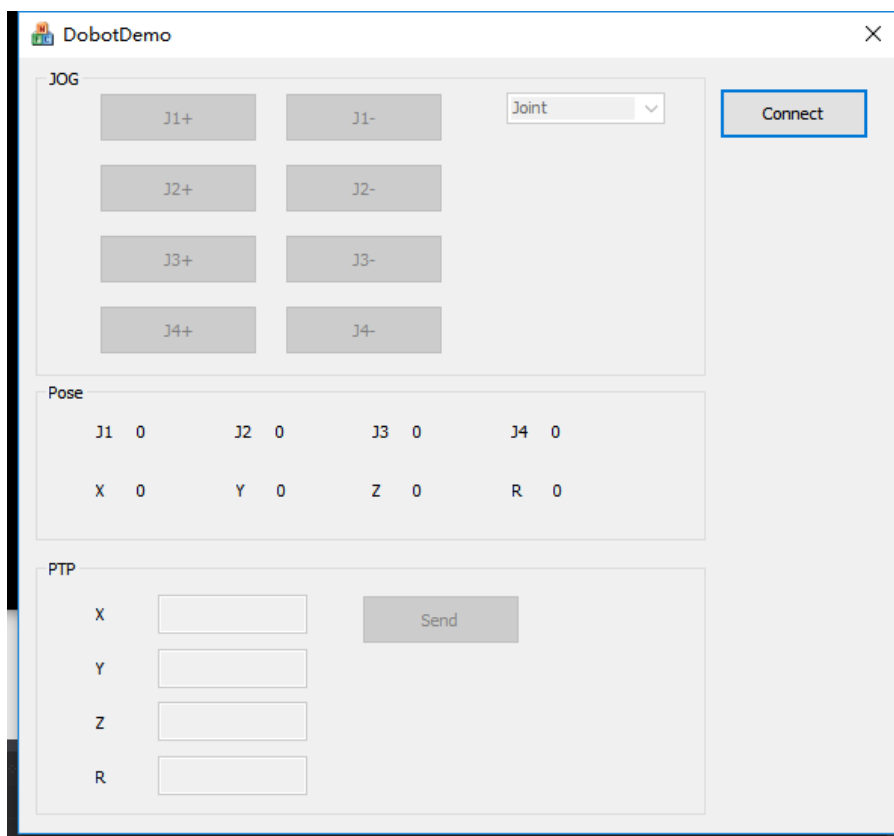 DobotDemo
JOG
J1+ J1- Joint Connect
J2+ J2-
J3+ J3-
J4+ J4-
Pose
J1 0 J2 0 J3 0 J4 0
X 0 Y 0 Z 0 R 0
PTP
X Send
Y
Z
R